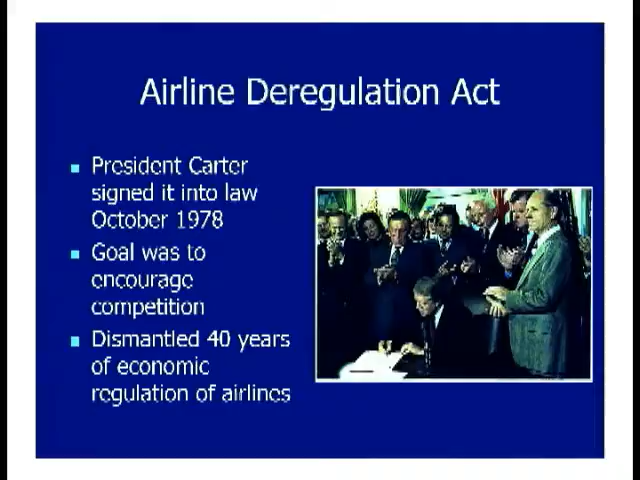 Airline Deregulation Act
President Carter
signed it into law
October 1978
Goal was to
encourage
competition
Dismantled 40 years
of economic
regulation of airlines